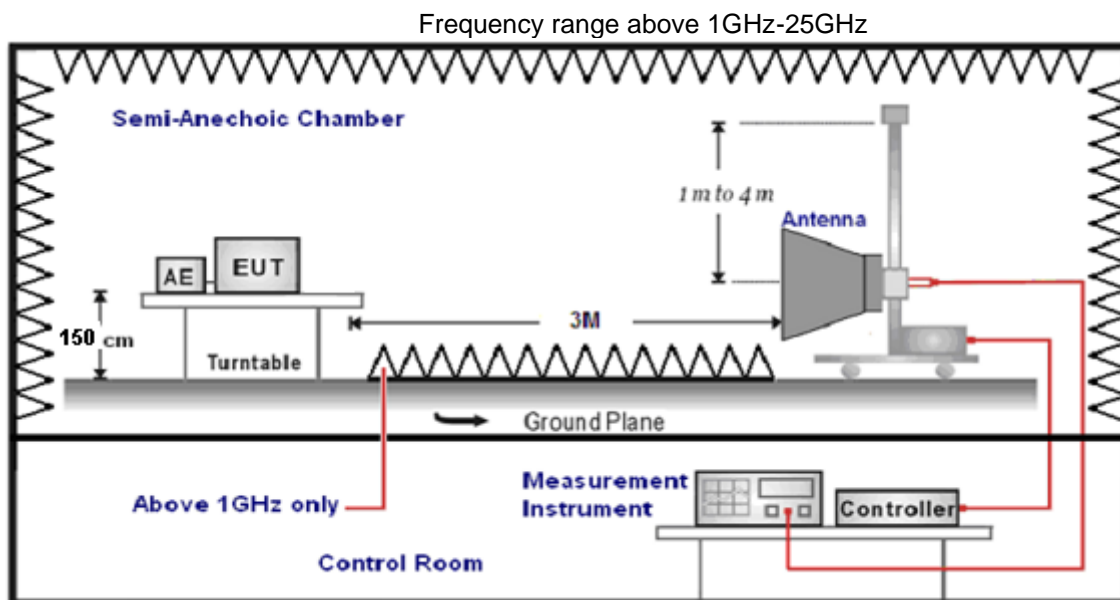 Frequency range above 1GHz-25GHz
Semi-Anechoic Chamber
1 m to 4 m
Antenna
AE
EUT
150 cm
3M
Turntable
Ground Plane
Above 1GHz only
Measurement
Instrument
Controller
Control Room